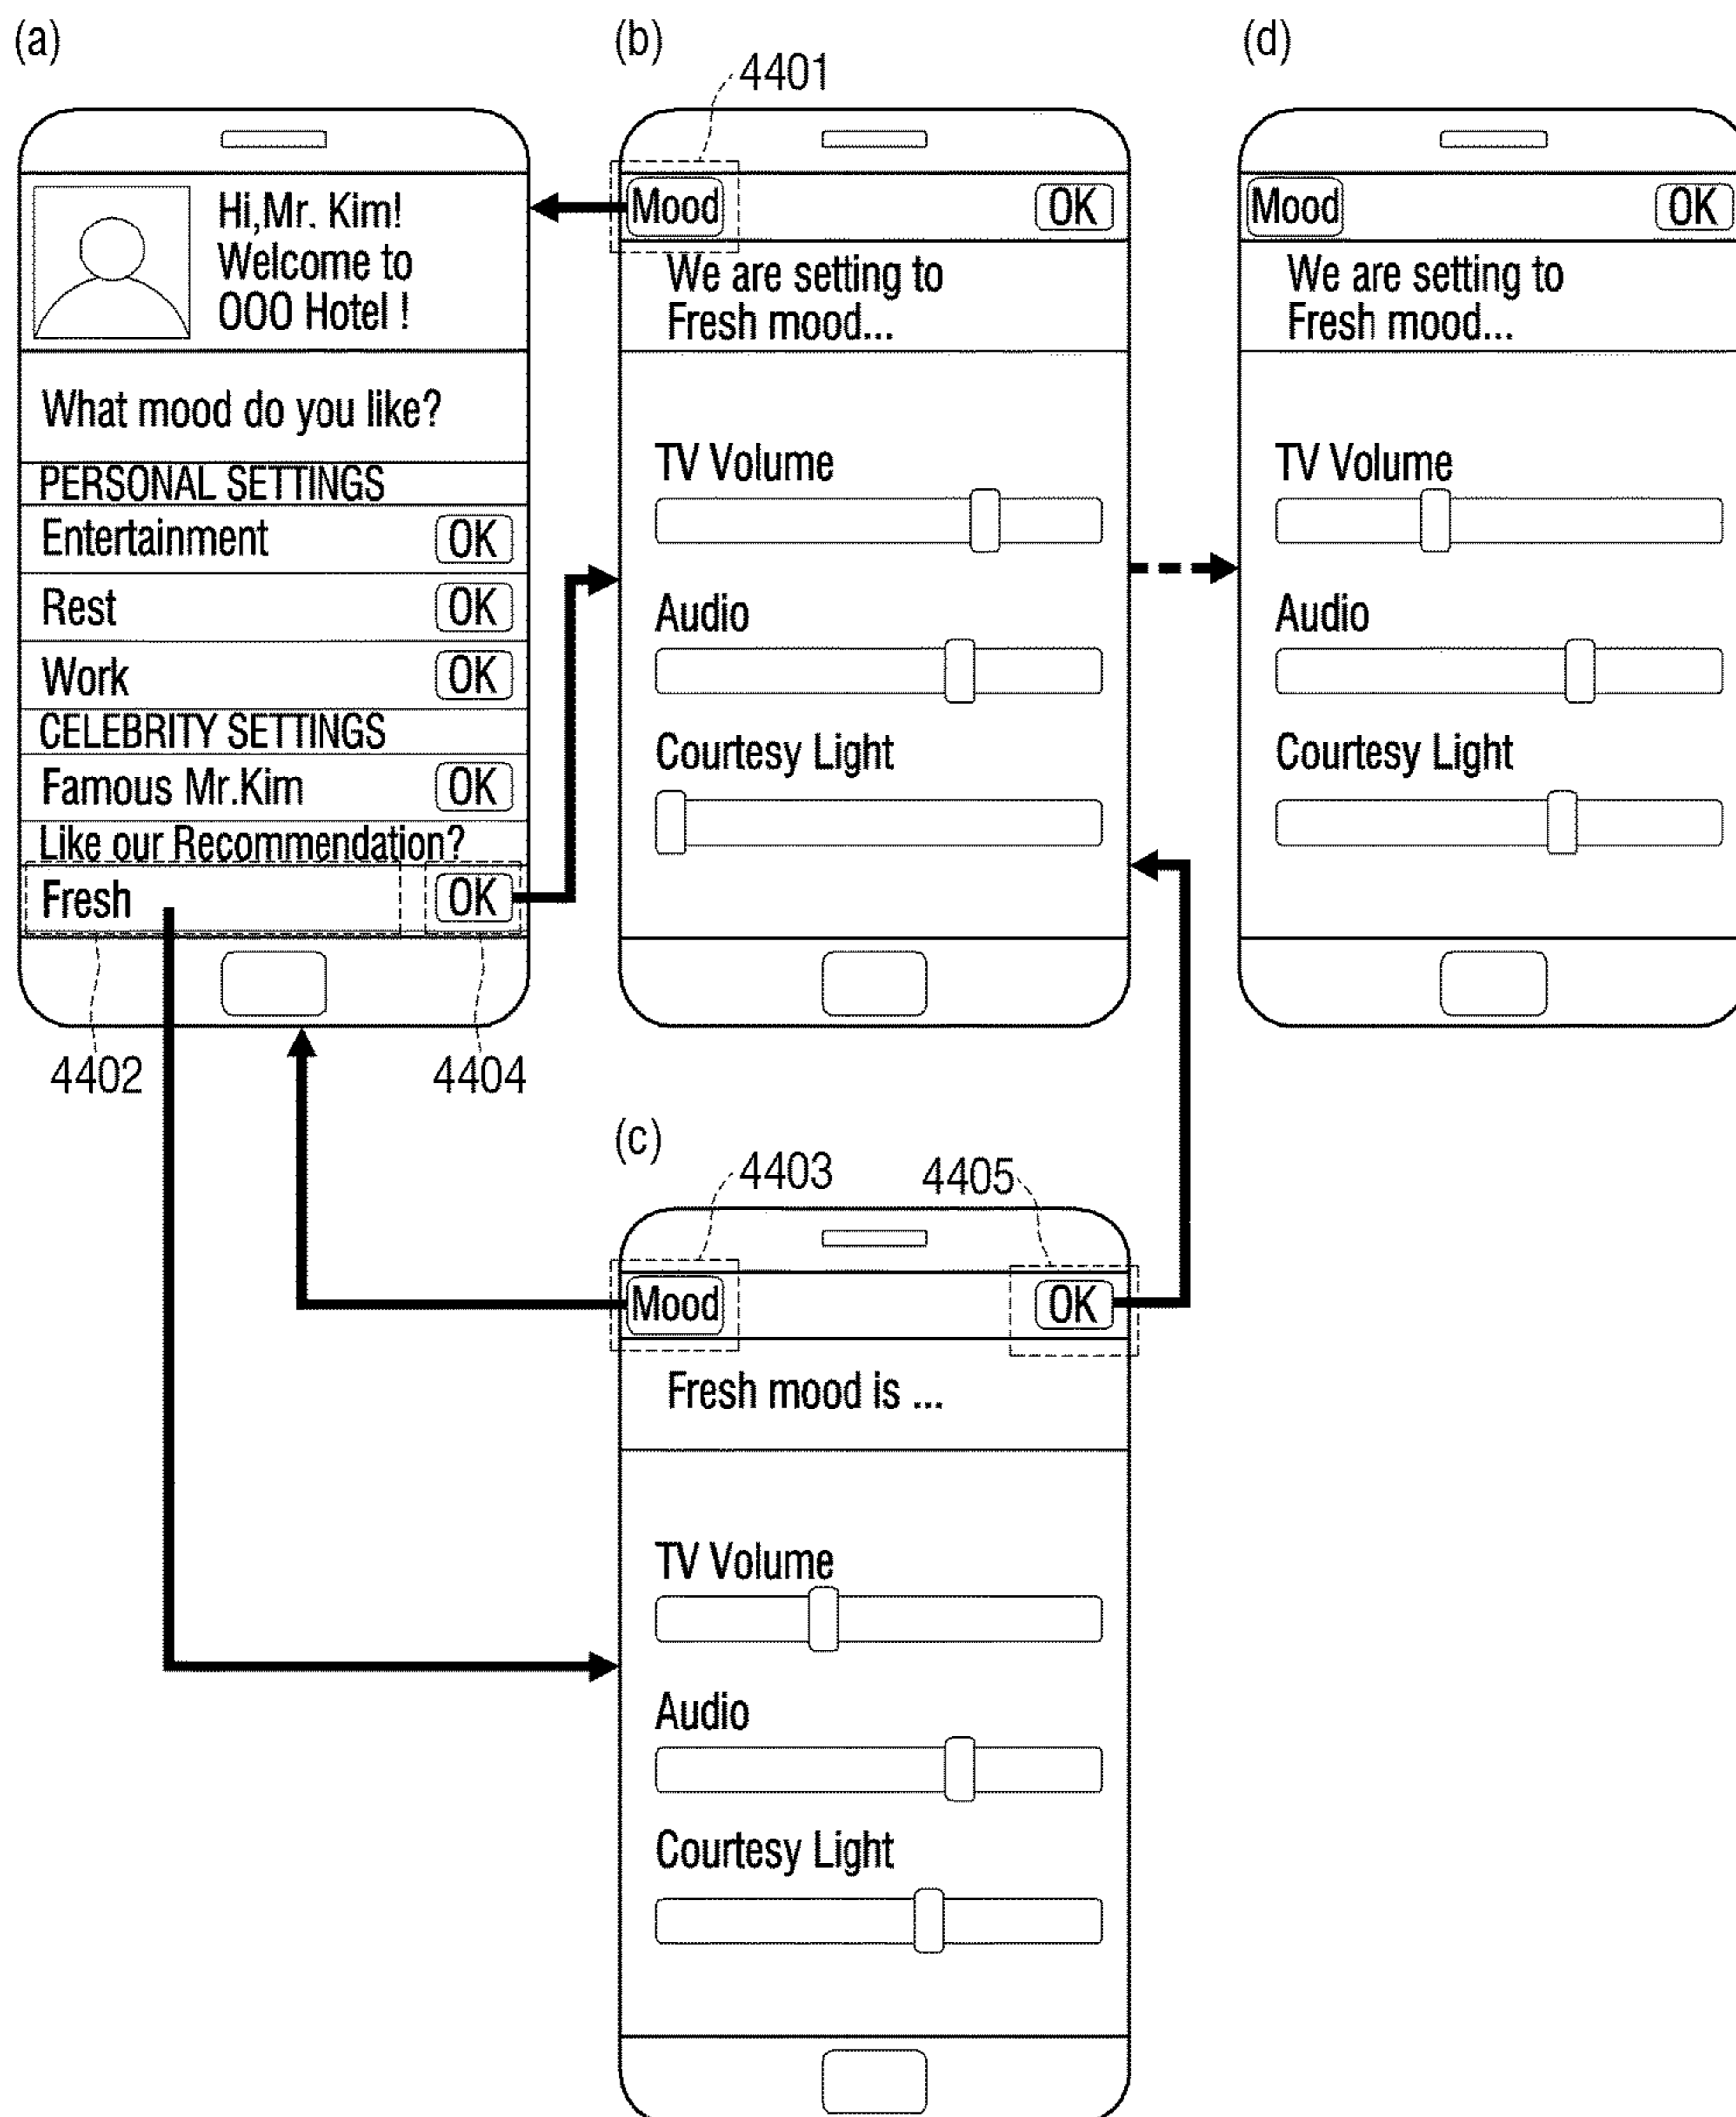 (a)
Hi,Mr. Kim!
Welcome to
OOO Hotel !
What mood do you like?
PERSONAL SETTINGS
Entertainment OK
Rest OK
Work OK
CELEBRITY SETTINGS
Famous Mr.Kim OK
Like our Recommendation?
Fresh OK
4402 4404
(b)
4401
Mood OK
We are setting to
Fresh mood...
TV Volume
Audio
Courtesy Light
(d)
Mood OK
We are setting to
Fresh mood...
TV Volume
Audio
Courtesy Light
(c)
4403 4405
Mood OK
Fresh mood is ...
TV Volume
Audio
Courtesy Light